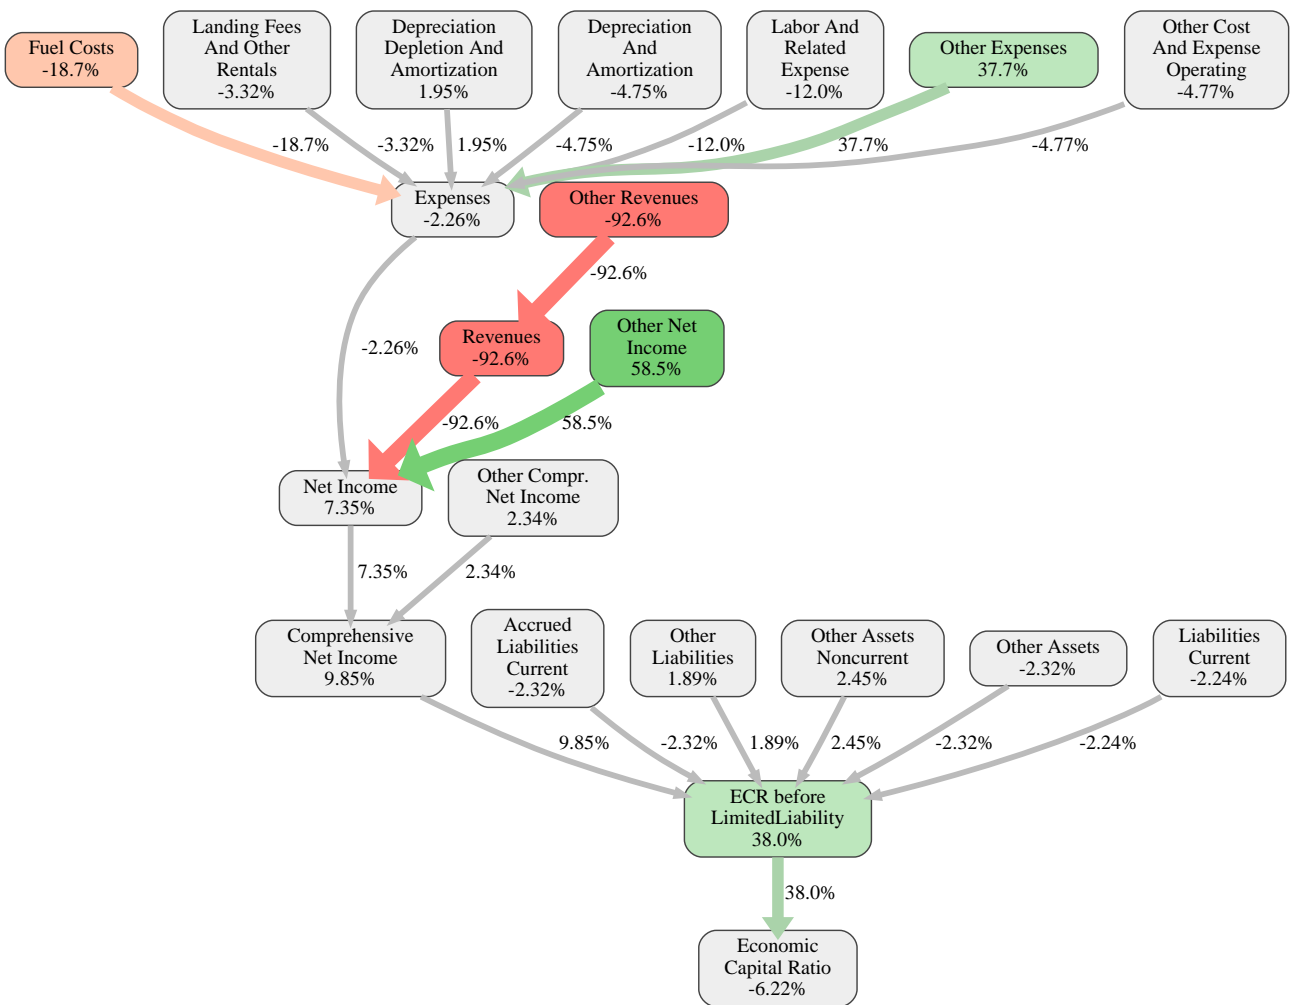 Fuel Costs
-18.7%
Landing Fees
And Other
Rentals
-3.32%
Depreciation
Depletion And
Amortization
1.95%
Depreciation
And
Amortization
-4.75%
Labor And
Related
Expense
-12.0%
Other Expenses
37.7%
Other Cost
And Expense
Operating
-4.77%
-18.7%
-3.32%
1.95%
-4.75%
-12.0%
37.7%
-4.77%
Expenses
-2.26%
Other Revenues
-92.6%
-92.6%
-2.26%
Revenues
-92.6%
Other Net
Income
58.5%
-92.6%
58.5%
Net Income
7.35%
Other Compr.
Net Income
2.34%
7.35%
2.34%
Comprehensive
Net Income
9.85%
Accrued
Liabilities
Current
-2.32%
Other
Liabilities
1.89%
Other Assets
Noncurrent
2.45%
Other Assets
-2.32%
Liabilities
Current
-2.24%
9.85%
-2.32%
1.89%
2.45%
-2.32%
-2.24%
ECR before
LimitedLiability
38.0%
38.0%
Economic
Capital Ratio
-6.22%